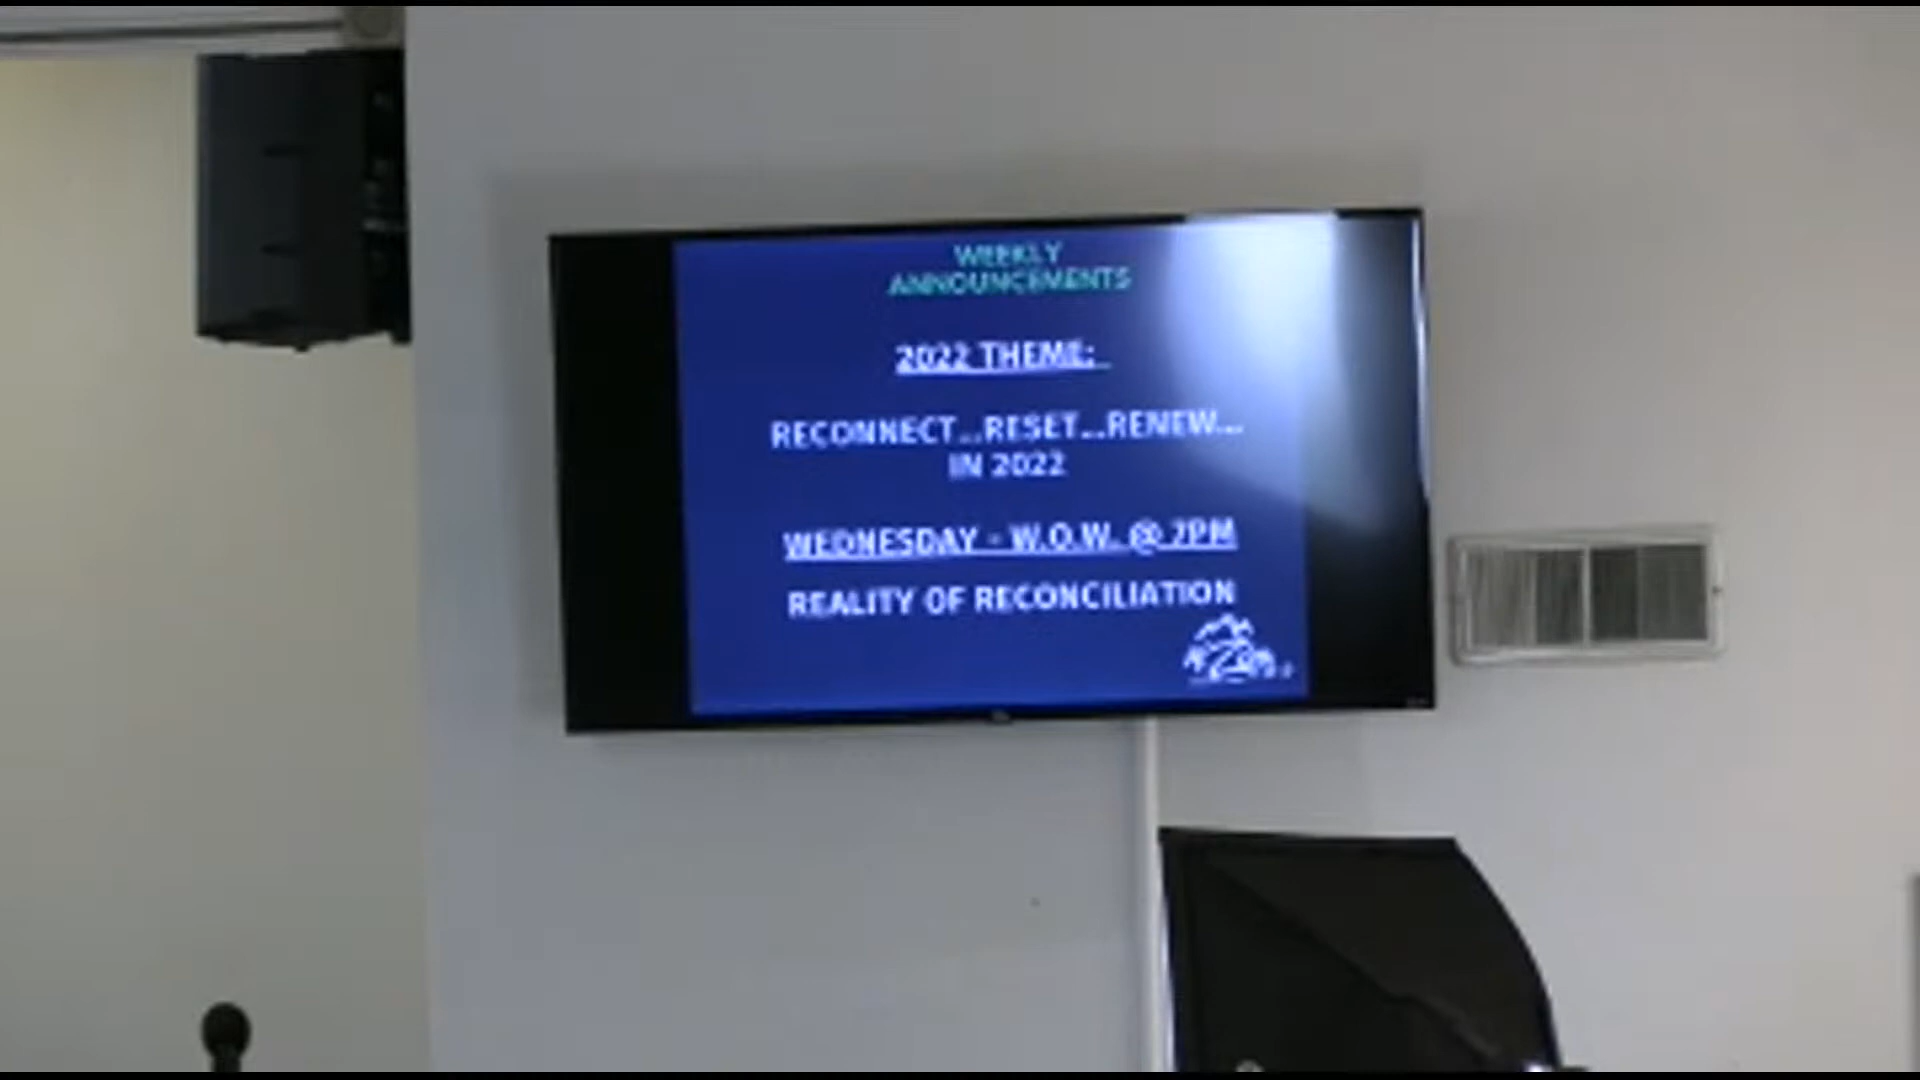 WEEKLY
ANNOUNCEMENTS
2022 THEME:
RECONNECT...RESET...RENEW...
IN 2022
WEDNESDAY - W.O.W. @ 7PM
REALITY OF RECONCILIATION